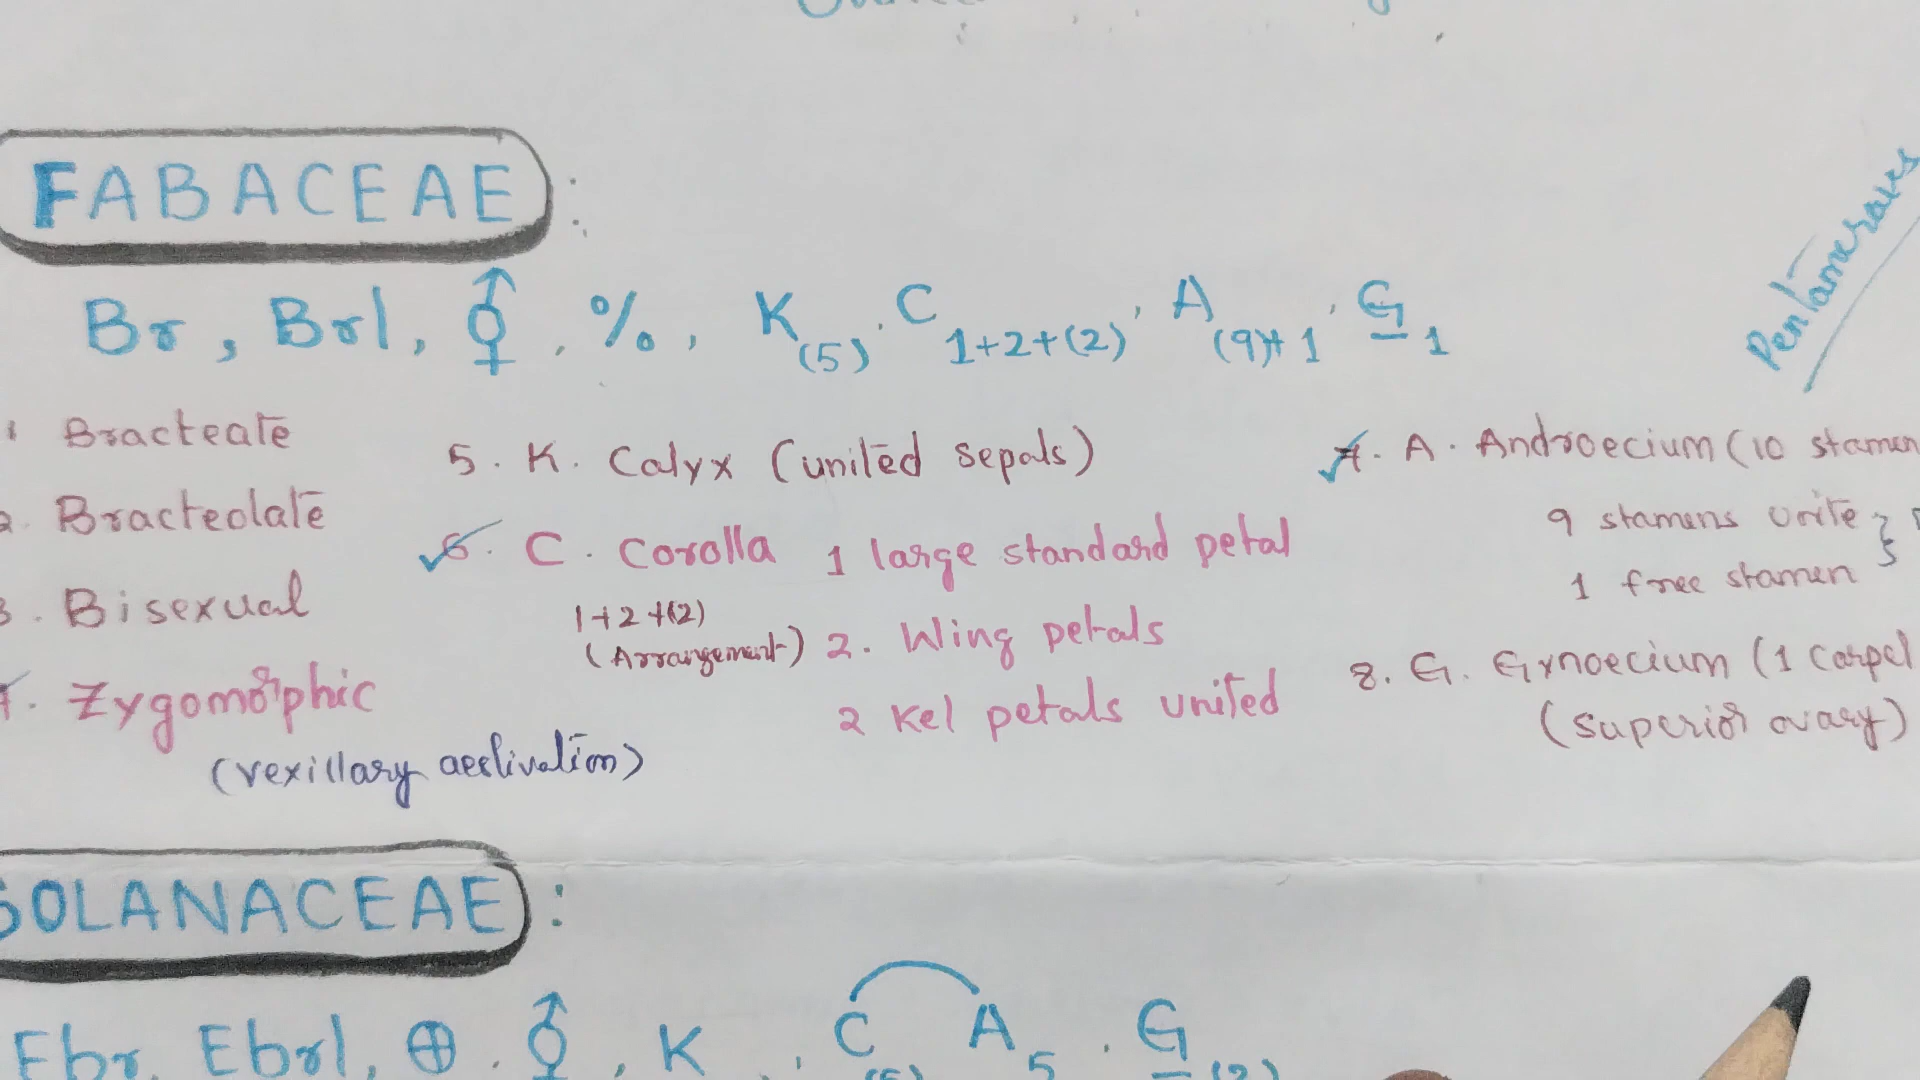 FABACEAE :
Br, Brl, ⚥, %, K(5), C1+2+(2), A(9)+1, G1
Pentamerous
1 Bracteate
2. Bracteolate
3. Bisexual
4. Zygomorphic
(vexillary aestivation)
5. K. Calyx (united sepals)
6. C. Corolla 1 large standard petal
1+2+(2)
(Arrangement) 2. Wing petals
2 Kel petals united
7. A. Androecium (10 stamen
9 stamens unite }
1 free stamen
8. G. Gynoecium (1 Carpel
(superior ovary)
SOLANACEAE :
Ebr, Ebrl, ⊕, ⚥, K, C(5) A5, G(2)